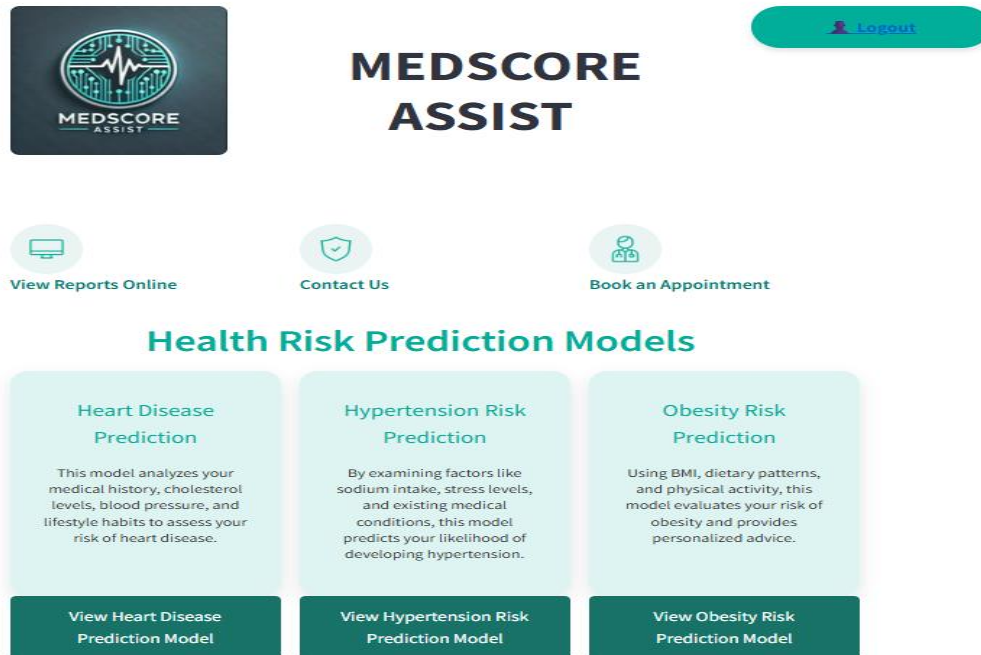 MEDSCORE
ASSIST
MEDSCORE
ASSIST
Logout
View Reports Online
Contact Us
Book an Appointment
Health Risk Prediction Models
Heart Disease
Prediction
This model analyzes your
medical history, cholesterol
levels, blood pressure, and
lifestyle habits to assess your
risk of heart disease.
View Heart Disease
Prediction Model
Hypertension Risk
Prediction
By examining factors like
sodium intake, stress levels,
and existing medical
conditions, this model
predicts your likelihood of
developing hypertension.
View Hypertension Risk
Prediction Model
Obesity Risk
Prediction
Using BMI, dietary patterns,
and physical activity, this
model evaluates your risk of
obesity and provides
personalized advice.
View Obesity Risk
Prediction Model